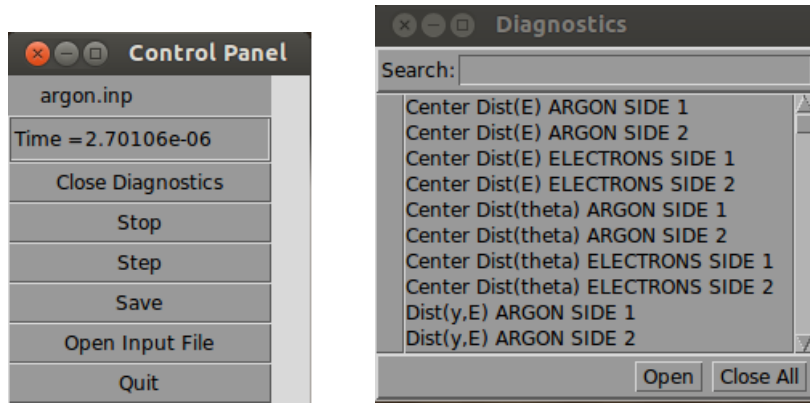 Control Panel
argon.inp
Time =2.70106e-06
Close Diagnostics
Stop
Step
Save
Open Input File
Quit
Diagnostics
Search:
Center Dist(E) ARGON SIDE 1
Center Dist(E) ARGON SIDE 2
Center Dist(E) ELECTRONS SIDE 1
Center Dist(E) ELECTRONS SIDE 2
Center Dist(theta) ARGON SIDE 1
Center Dist(theta) ARGON SIDE 2
Center Dist(theta) ELECTRONS SIDE 1
Center Dist(theta) ELECTRONS SIDE 2
Dist(y,E) ARGON SIDE 1
Dist(y,E) ARGON SIDE 2
Open Close All